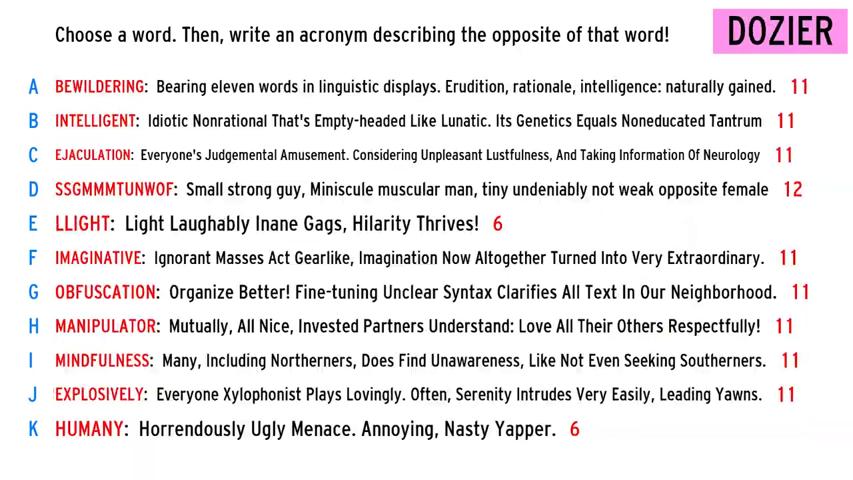 Choose a word. Then, write an acronym describing the opposite of that word! DOZIER
A BEWILDERING: Bearing eleven words in linguistic displays. Erudition, rationale, intelligence: naturally gained. 11
B INTELLIGENT: Idiotic Nonrational That's Empty-headed Like Lunatic. Its Genetics Equals Noneducated Tantrum 11
C EJACULATION: Everyone's Judgemental Amusement. Considering Unpleasant Lustfulness, And Taking Information Of Neurology 11
D SSGMMMTUNWOF: Small strong guy, Miniscule muscular man, tiny undeniably not weak opposite female 12
E LLIGHT: Light Laughably Inane Gags, Hilarity Thrives! 6
F IMAGINATIVE: Ignorant Masses Act Gearlike, Imagination Now Altogether Turned Into Very Extraordinary. 11
G OBFUSCATION: Organize Better! Fine-tuning Unclear Syntax Clarifies All Text In Our Neighborhood. 11
H MANIPULATOR: Mutually, All Nice, Invested Partners Understand: Love All Their Others Respectfully! 11
I MINDFULNESS: Many, Including Northerners, Does Find Unawareness, Like Not Even Seeking Southerners. 11
J EXPLOSIVELY: Everyone Xylophonist Plays Lovingly. Often, Serenity Intrudes Very Easily, Leading Yawns. 11
K HUMANY: Horrendously Ugly Menace. Annoying, Nasty Yapper. 6